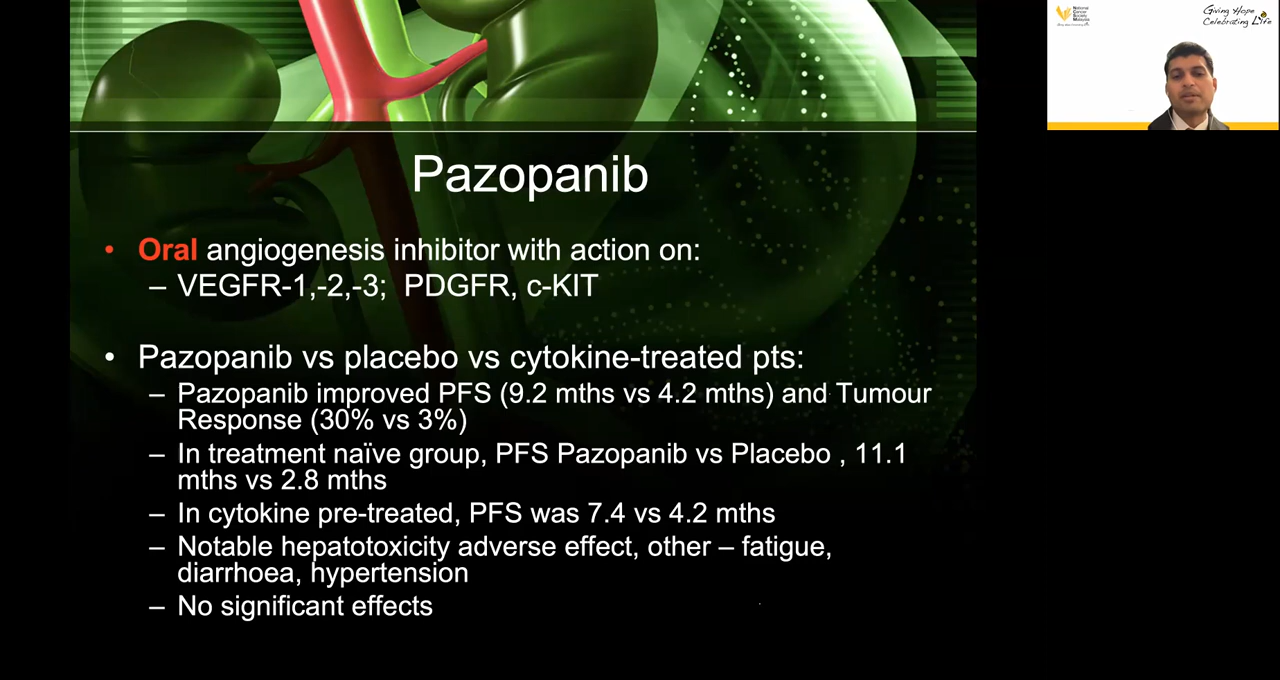 Pazopanib
• Oral angiogenesis inhibitor with action on:
– VEGFR-1,-2,-3; PDGFR, c-KIT
• Pazopanib vs placebo vs cytokine-treated pts:
– Pazopanib improved PFS (9.2 mths vs 4.2 mths) and Tumour
Response (30% vs 3%)
– In treatment naïve group, PFS Pazopanib vs Placebo , 11.1
mths vs 2.8 mths
– In cytokine pre-treated, PFS was 7.4 vs 4.2 mths
– Notable hepatotoxicity adverse effect, other – fatigue,
diarrhoea, hypertension
– No significant effects
National
Cancer
Society
Malaysia
Giving Hope
Celebrating Life